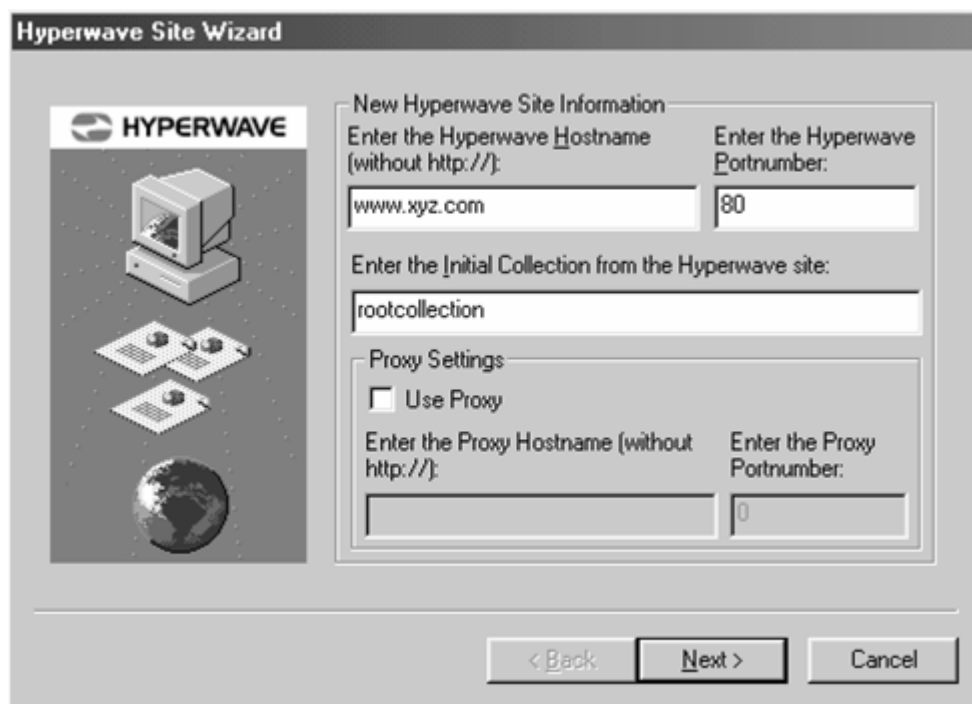 Hyperwave Site Wizard
HYPERWAVE
New Hyperwave Site Information
Enter the Hyperwave Hostname
(without http://):
Enter the Hyperwave
Portnumber:
www.xyz.com
80
Enter the Initial Collection from the Hyperwave site:
rootcollection
Proxy Settings
Use Proxy
Enter the Proxy Hostname (without
http://):
Enter the Proxy
Portnumber:
0
< Back
Next >
Cancel